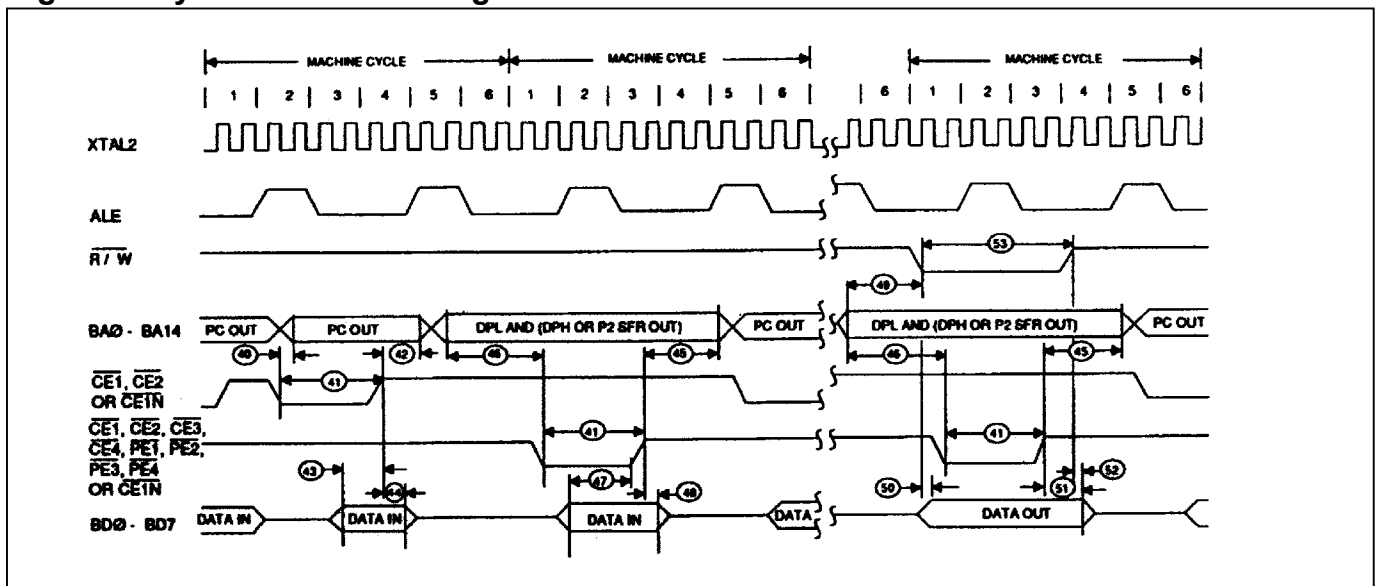 MACHINE CYCLE MACHINE CYCLE MACHINE CYCLE
1 2 3 4 5 6 1 2 3 4 5 6 6 1 2 3 4 5 6
XTAL2
ALE
R / W
53
49
BAØ - BA14 PC OUT PC OUT DPL AND (DPH OR P2 SFR OUT) PC OUT DPL AND (DPH OR P2 SFR OUT) PC OUT
40 42 46 45 46 45
CE1, CE2
OR CE1N
41
CE1, CE2, CE3,
CE4, PE1, PE2,
PE3, PE4
OR CE1N
41 41
43 44 47 48 50 51 52
BDØ - BD7 DATA IN DATA IN DATA IN DATA DATA OUT